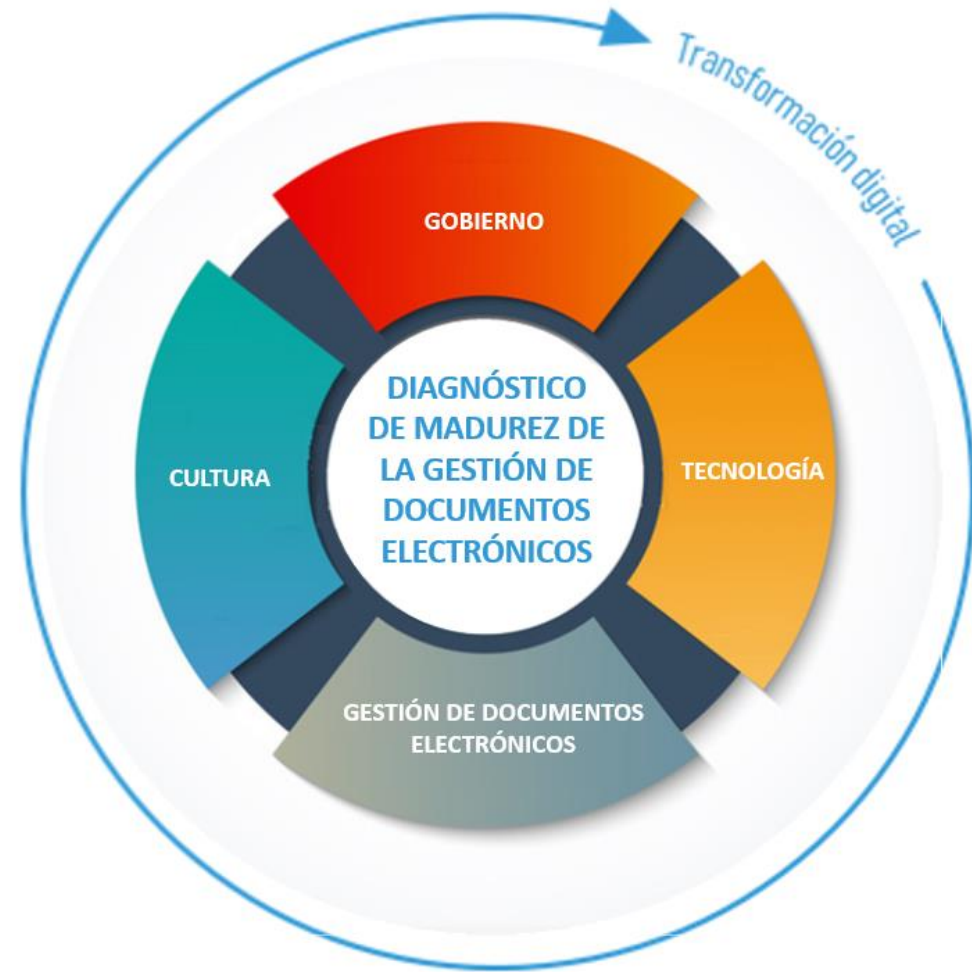 Transformación digital
GOBIERNO
DIAGNÓSTICO
DE MADUREZ DE
LA GESTIÓN DE
DOCUMENTOS
ELECTRÓNICOS
CULTURA
TECNOLOGÍA
GESTIÓN DE DOCUMENTOS
ELECTRÓNICOS